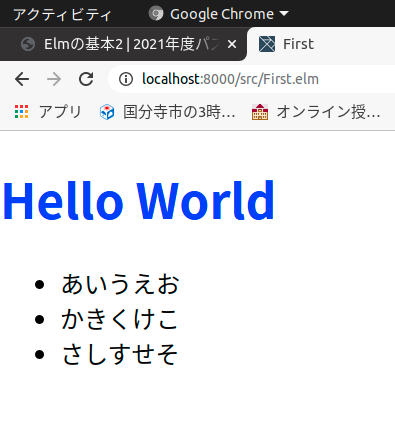 アクティビティ Google Chrome
Elmの基本2 | 2021年度パ
First
localhost:8000/src/First.elm
アプリ 国分寺市の3時… オンライン授…
Hello World
あいうえお
かきくけこ
さしすせそ